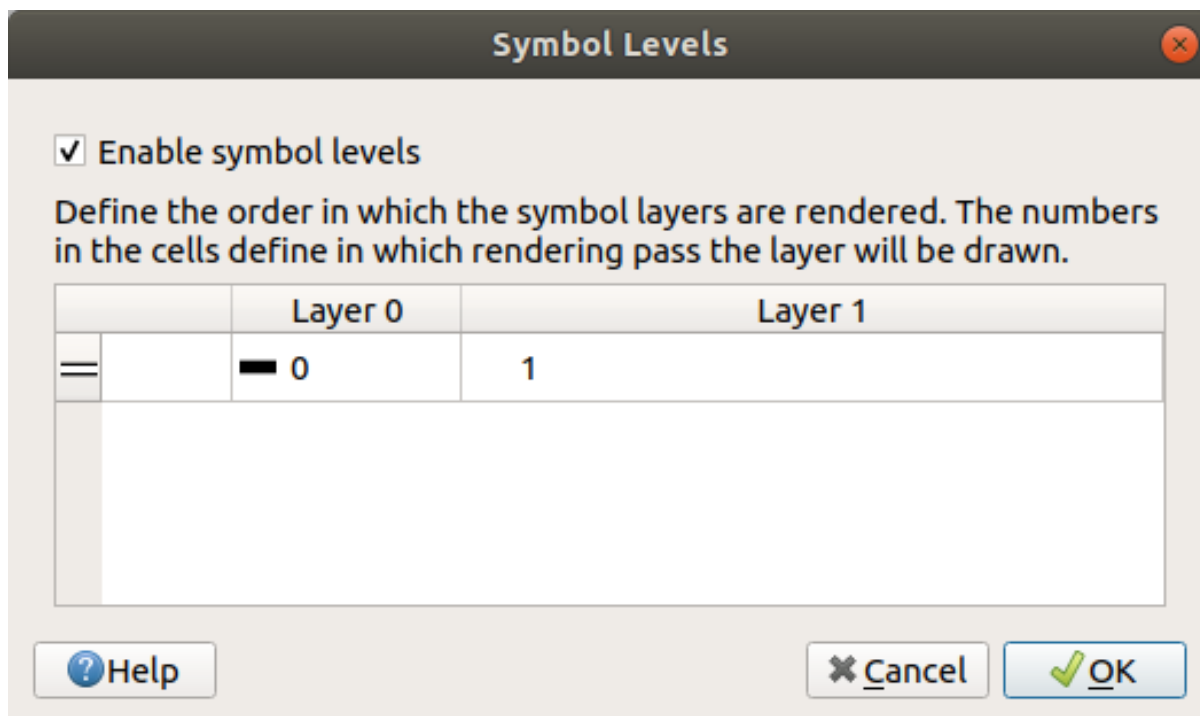 Symbol Levels
Enable symbol levels
Define the order in which the symbol layers are rendered. The numbers
in the cells define in which rendering pass the layer will be drawn.
Layer 0 Layer 1
0 1
Help Cancel OK